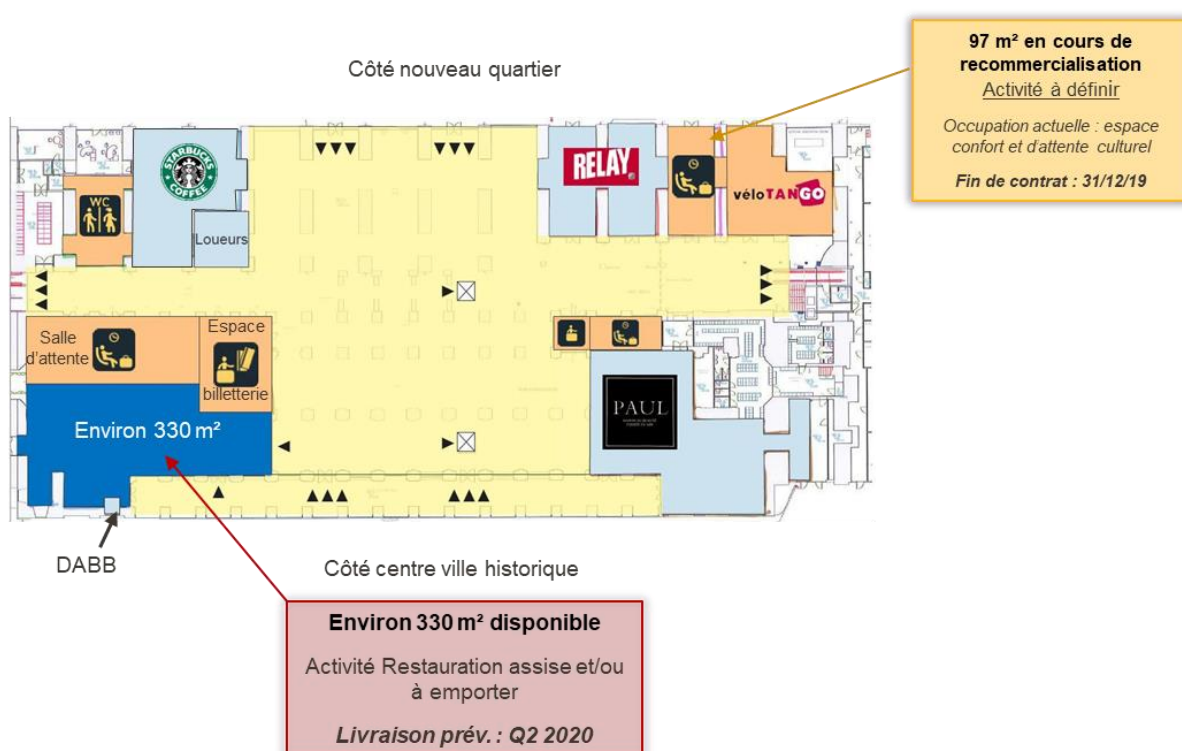 97 m² en cours de
recommercialisation
Activité à définir
Occupation actuelle : espace
confort et d'attente culturel
Fin de contrat : 31/12/19
Côté nouveau quartier
STARBUCKS
COFFEE
RELAY
WC
véloTANGO
Loueurs
Salle
d'attente
Espace
billetterie
PAUL
Environ 330 m²
DABB
Côté centre ville historique
Environ 330 m² disponible
Activité Restauration assise et/ou
à emporter
Livraison prév. : Q2 2020